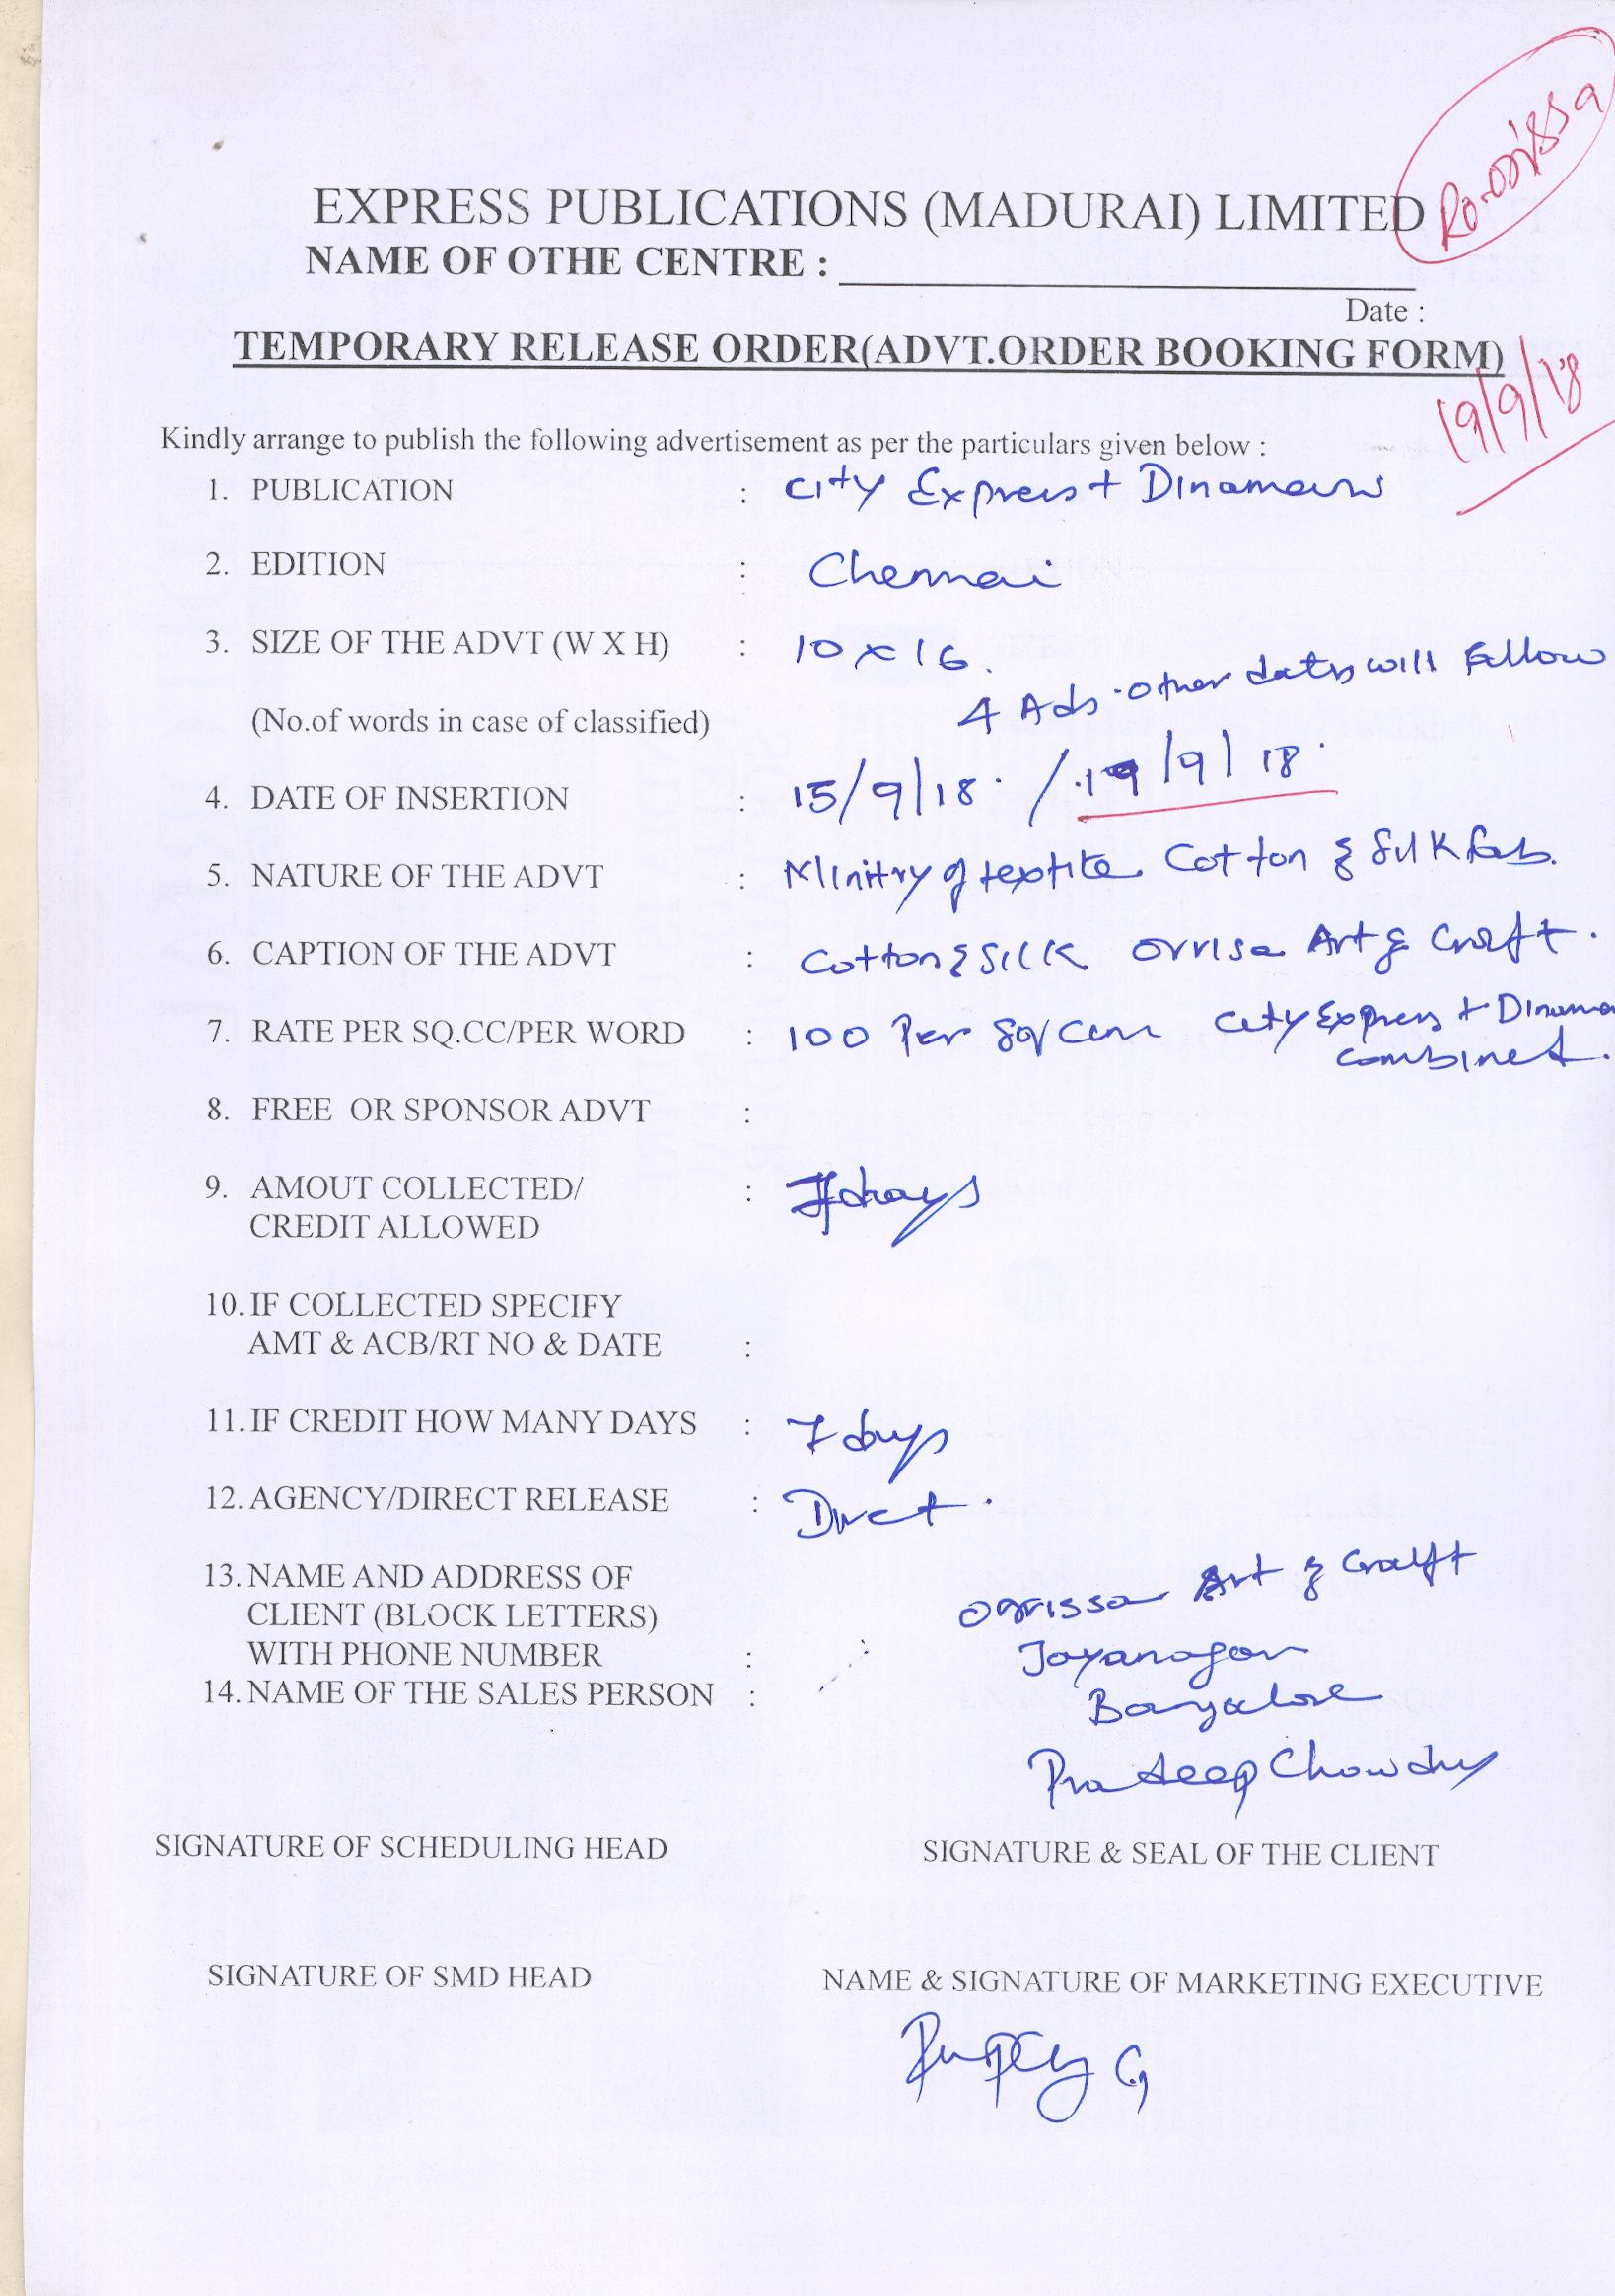 Ro-Orissa
EXPRESS PUBLICATIONS (MADURAI) LIMITED
NAME OF OTHE CENTRE :
Date :
TEMPORARY RELEASE ORDER(ADVT.ORDER BOOKING FORM)
19/9/18
Kindly arrange to publish the following advertisement as per the particulars given below :
1. PUBLICATION : City Express + Dinamani
2. EDITION : Chennai
3. SIZE OF THE ADVT (W X H) : 10 x 16.
4 Ads. Other dates will follow
(No.of words in case of classified)
4. DATE OF INSERTION : 15/9/18. / 19/9/18.
5. NATURE OF THE ADVT : Minitry of textile Cotton & Silk fab.
6. CAPTION OF THE ADVT : Cotton & Silk Orrisa Art & Craft.
7. RATE PER SQ.CC/PER WORD : 100 Per Sq cem City Express + Dinama
combined.
8. FREE OR SPONSOR ADVT :
9. AMOUT COLLECTED/ : 7 days
CREDIT ALLOWED
10. IF COLLECTED SPECIFY
AMT & ACB/RT NO & DATE :
11. IF CREDIT HOW MANY DAYS : 7 days
12. AGENCY/DIRECT RELEASE : Direct.
13. NAME AND ADDRESS OF
CLIENT (BLOCK LETTERS) Orrissa Art & Craft
WITH PHONE NUMBER : Jayanagar
14. NAME OF THE SALES PERSON : Bangalore
Pradeep Chowdhy
SIGNATURE OF SCHEDULING HEAD SIGNATURE & SEAL OF THE CLIENT
SIGNATURE OF SMD HEAD NAME & SIGNATURE OF MARKETING EXECUTIVE